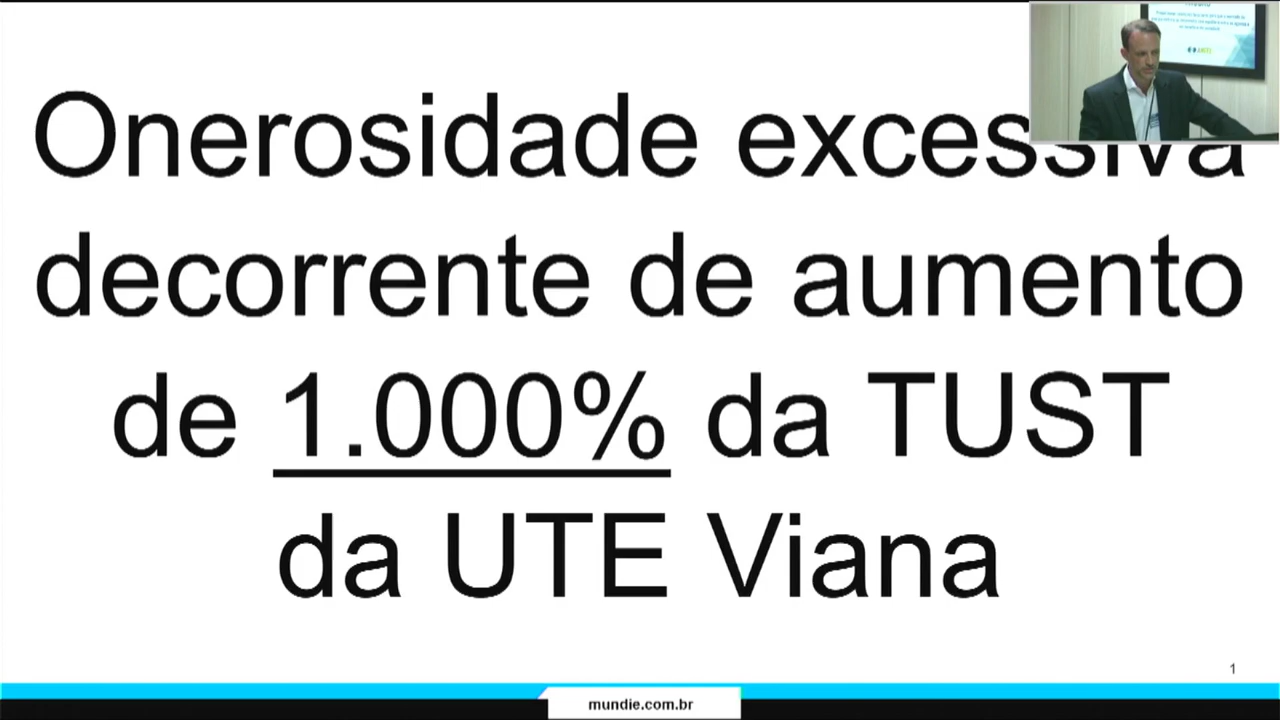 Onerosidade excessiva
decorrente de aumento
de 1.000% da TUST
da UTE Viana
1
mundie.com.br